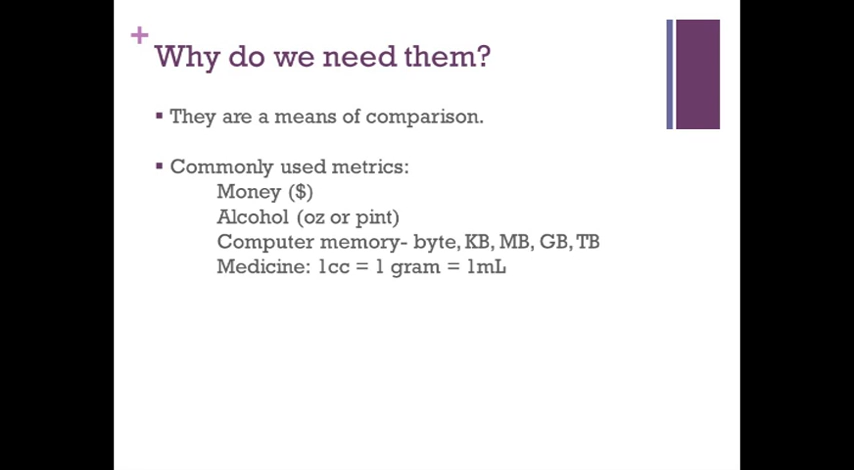 +
Why do we need them?
▪ They are a means of comparison.
▪ Commonly used metrics:
Money ($)
Alcohol (oz or pint)
Computer memory- byte, KB, MB, GB, TB
Medicine: 1cc = 1 gram = 1mL